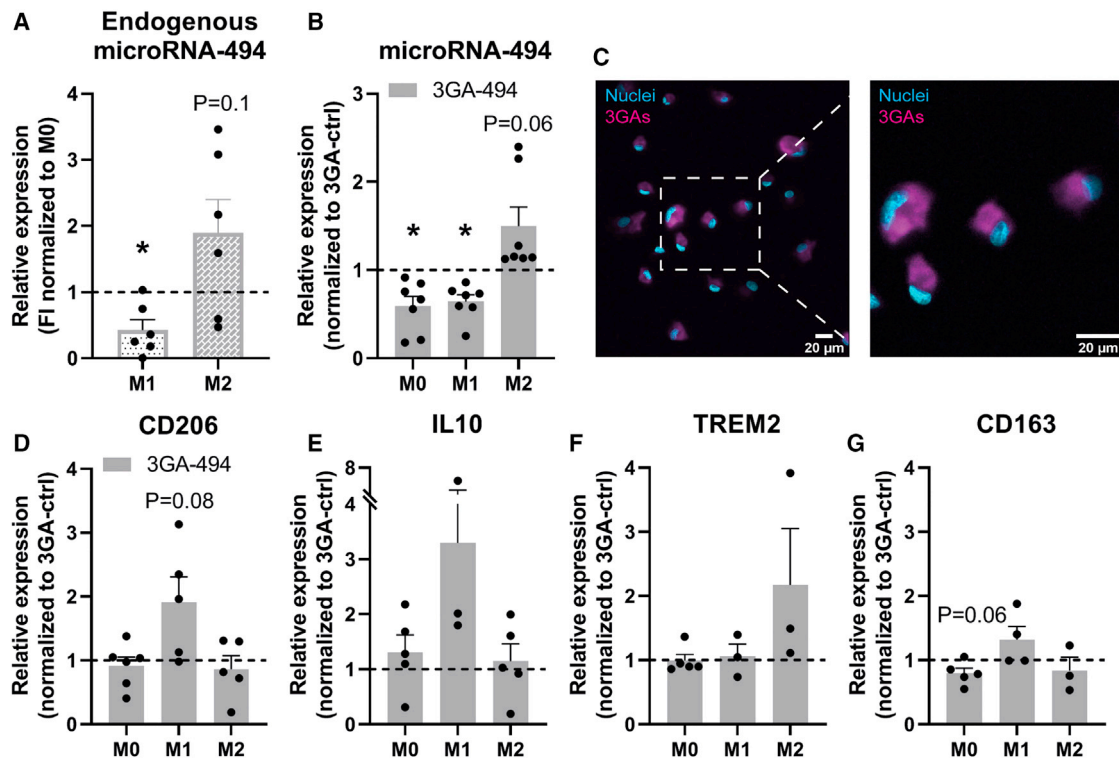 A
Endogenous
microRNA-494
Relative expression
(FI normalized to M0)
4
3
2
1
0
P=0.1
*
M1
M2
B
microRNA-494
3GA-494
Relative expression
(normalized to 3GA-ctrl)
3
2
1
0
P=0.06
*
*
M0
M1
M2
C
Nuclei
3GAs
20 µm
Nuclei
3GAs
20 µm
D
CD206
3GA-494
Relative expression
(normalized to 3GA-ctrl)
4
3
2
1
0
P=0.08
M0
M1
M2
E
IL10
Relative expression
(normalized to 3GA-ctrl)
8
4
3
2
1
0
M0
M1
M2
F
TREM2
Relative expression
(normalized to 3GA-ctrl)
4
3
2
1
0
M0
M1
M2
G
CD163
Relative expression
(normalized to 3GA-ctrl)
4
3
2
1
0
P=0.06
M0
M1
M2